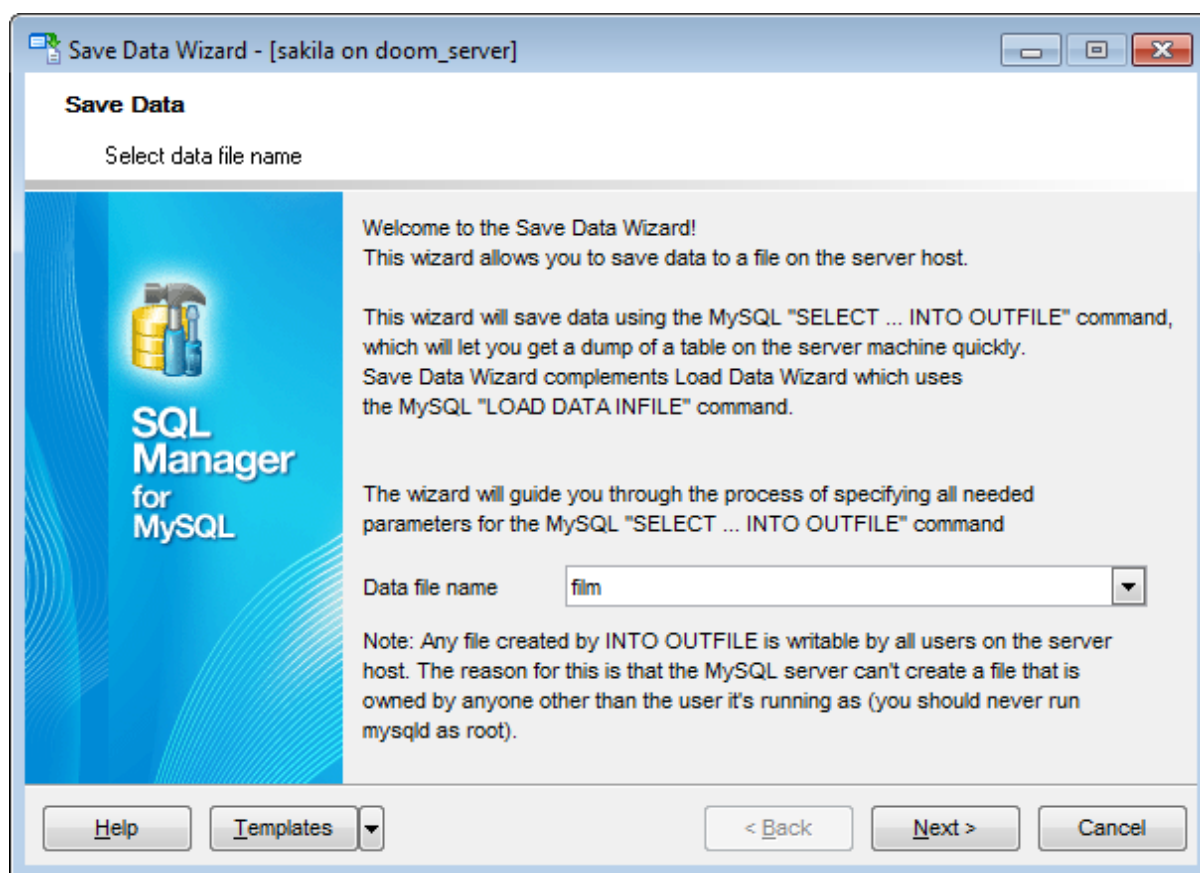 Save Data Wizard - [sakila on doom_server]
Save Data
Select data file name
SQL
Manager
for
MySQL
Welcome to the Save Data Wizard!
This wizard allows you to save data to a file on the server host.
This wizard will save data using the MySQL "SELECT ... INTO OUTFILE" command,
which will let you get a dump of a table on the server machine quickly.
Save Data Wizard complements Load Data Wizard which uses
the MySQL "LOAD DATA INFILE" command.
The wizard will guide you through the process of specifying all needed
parameters for the MySQL "SELECT ... INTO OUTFILE" command
Data file name film
Note: Any file created by INTO OUTFILE is writable by all users on the server
host. The reason for this is that the MySQL server can't create a file that is
owned by anyone other than the user it's running as (you should never run
mysqld as root).
Help Templates < Back Next > Cancel